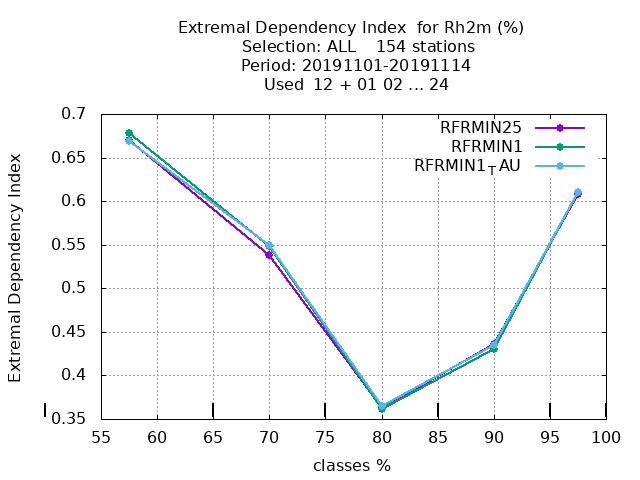 Extremal Dependency Index for Rh2m (%)
Selection: ALL 154 stations
Period: 20191101-20191114
Used 12 + 01 02 ... 24
RFRMIN25
RFRMIN1
RFRMIN1TAU
Extremal Dependency Index
0.7
0.65
0.6
0.55
0.5
0.45
0.4
0.35
55 60 65 70 75 80 85 90 95 100
classes %